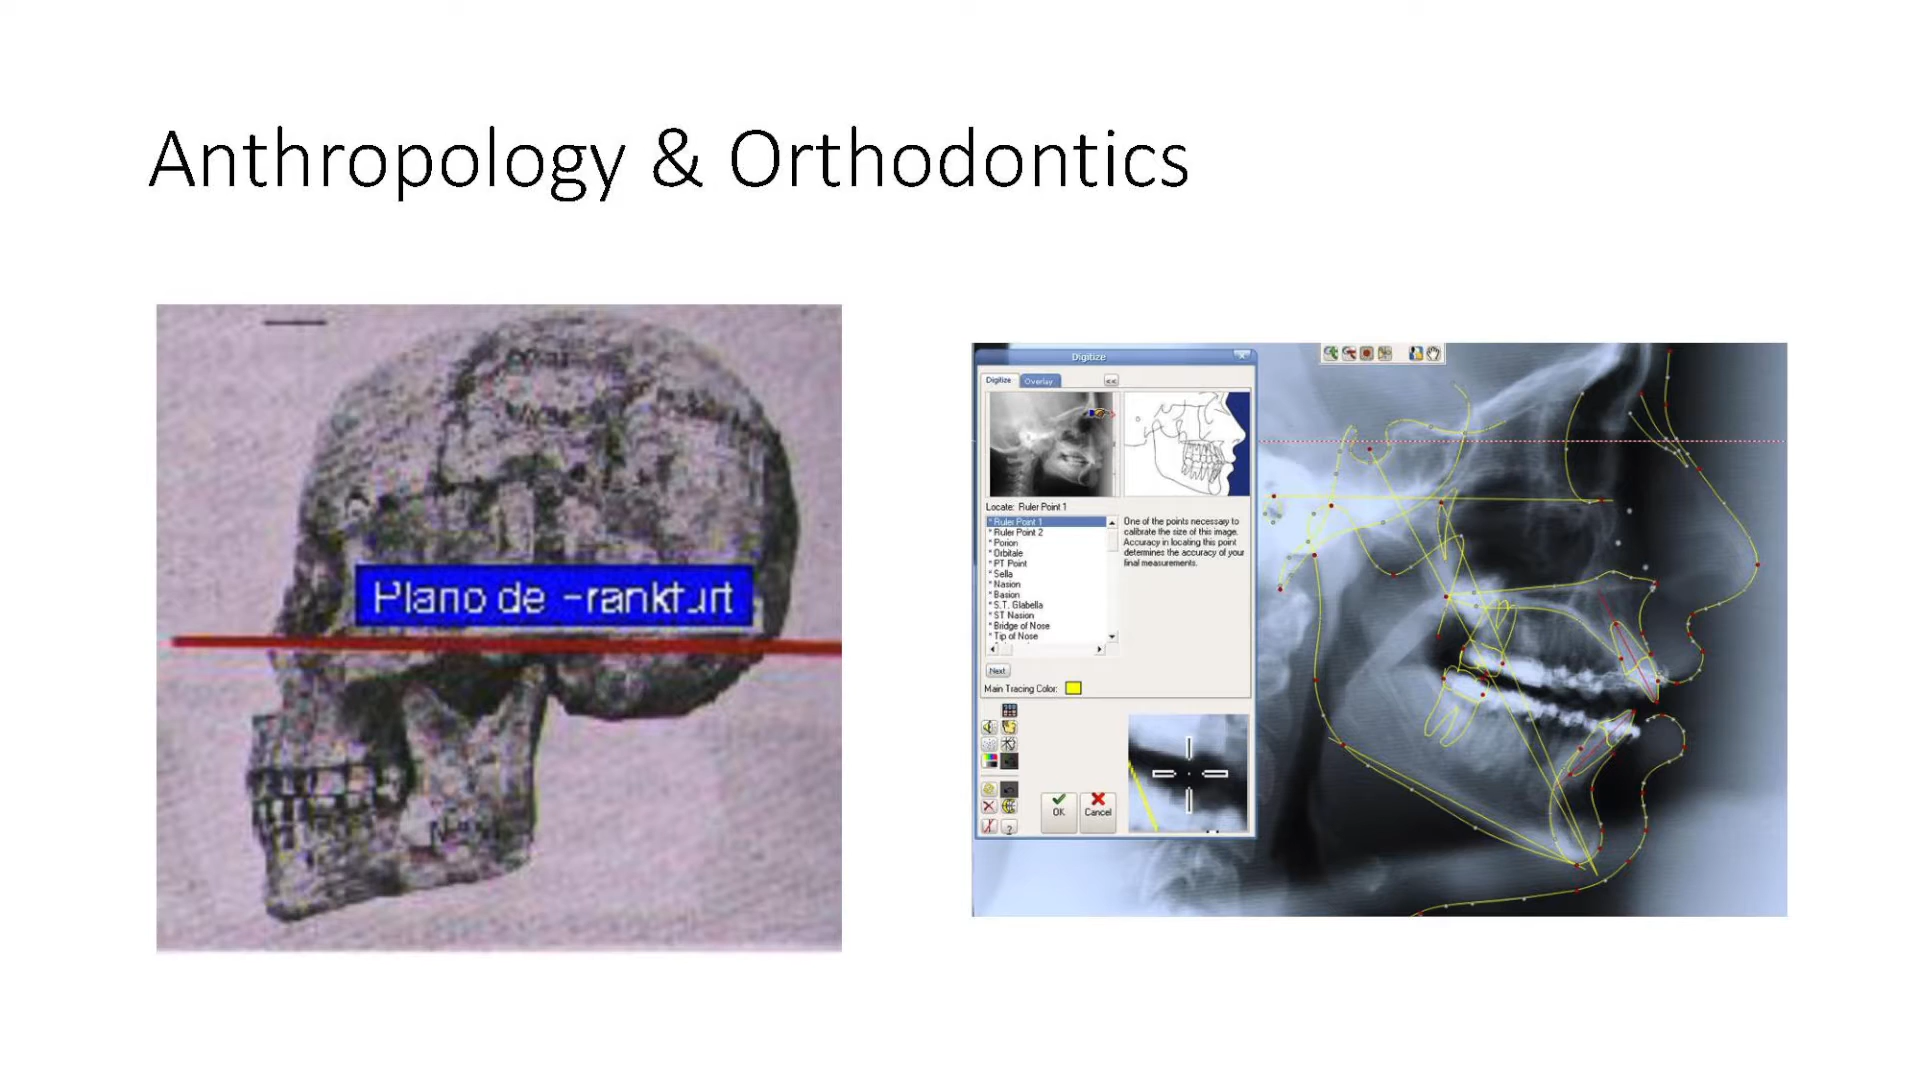 Anthropology & Orthodontics
Plano de Frankfurt
Digitize
Digitize
Overlay
<<
Locate: Ruler Point 1
* Ruler Point 1
* Ruler Point 2
* Porion
* Orbitale
* PT Point
* Sella
* Nasion
* Basion
* S.T. Glabella
* ST Nasion
* Bridge of Nose
* Tip of Nose
One of the points necessary to
calibrate the size of this image.
Accuracy in locating this point
determines the accuracy of your
final measurements.
Next
Main Tracing Color:
OK
Cancel
?